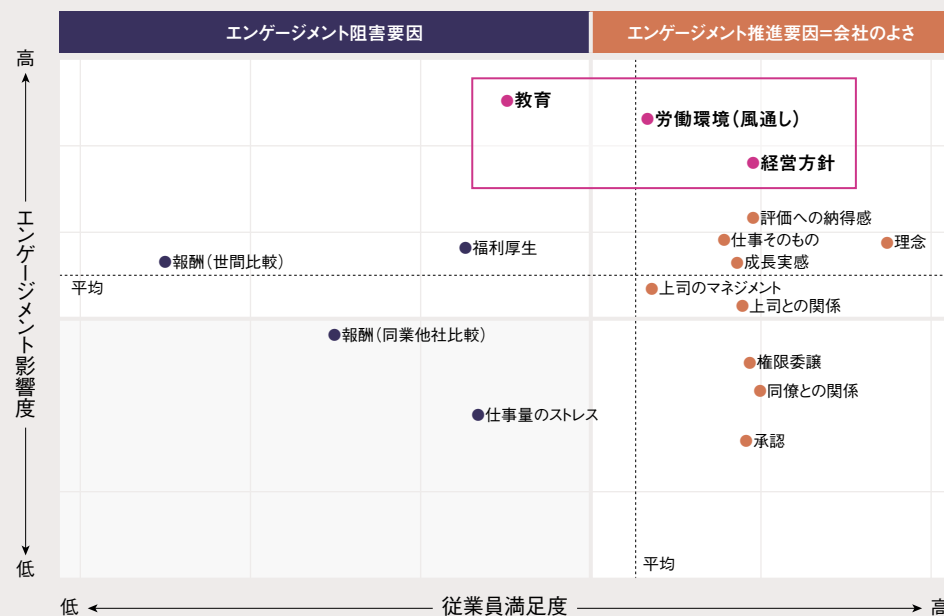 エンゲージメント阻害要因
エンゲージメント推進要因=会社のよさ
高
エンゲージメント影響度
低
●教育
●労働環境(風通し)
●経営方針
●評価への納得感
●仕事そのもの
●理念
●福利厚生
●報酬(世間比較)
●成長実感
平均
●上司のマネジメント
●上司との関係
●報酬(同業他社比較)
●権限委譲
●同僚との関係
●仕事量のストレス
●承認
平均
低
従業員満足度
高